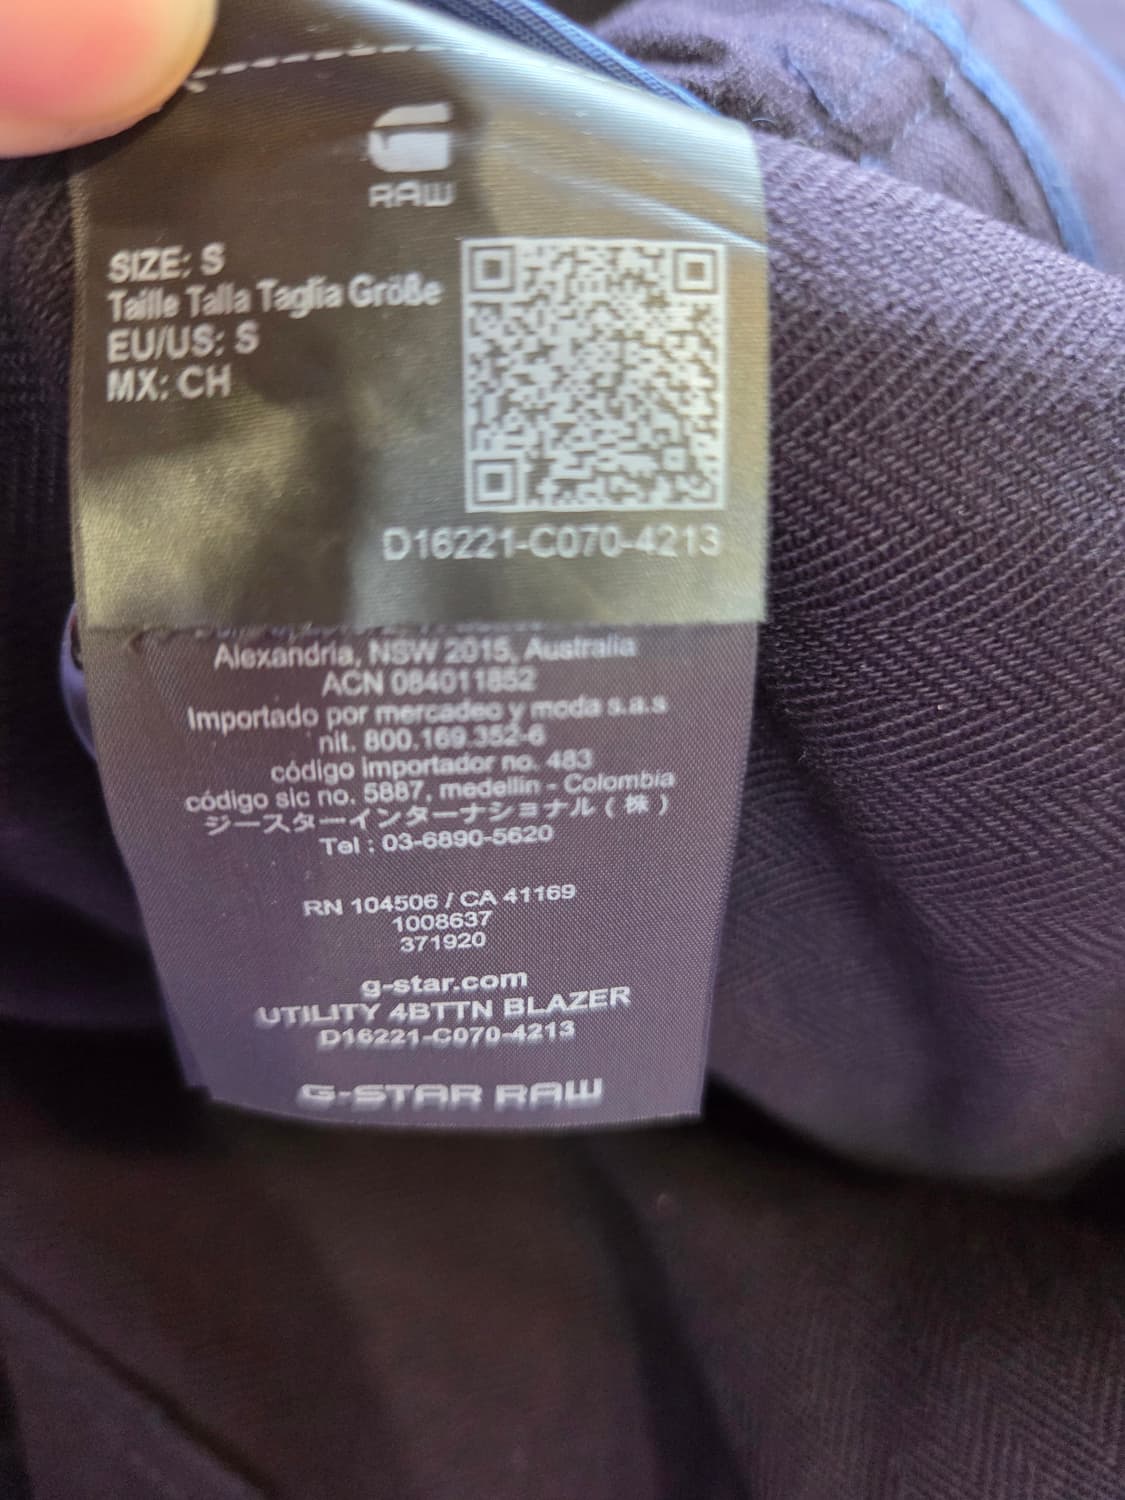 RAW
SIZE: S
Taille Talla Taglia Größe
EU/US: S
MX: CH
D16221-C070-4213
Alexandria, NSW 2015, Australia
ACN 084011852
Importado por mercadeo y moda s.a.s
nit. 800.169.352-6
código importador no. 483
código sic no. 5887, medellin - Colombia
ジースターインターナショナル ( 株 )
Tel : 03-6890-5620
RN 104506 / CA 41169
1008637
371920
g-star.com
UTILITY 4BTTN BLAZER
D16221-C070-4213
G-STAR RAW